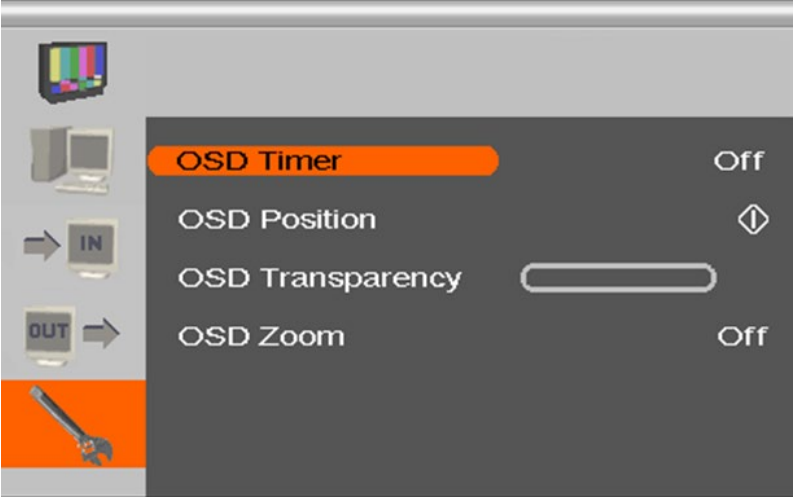 IN
OUT
OSD Timer Off
OSD Position
OSD Transparency
OSD Zoom Off